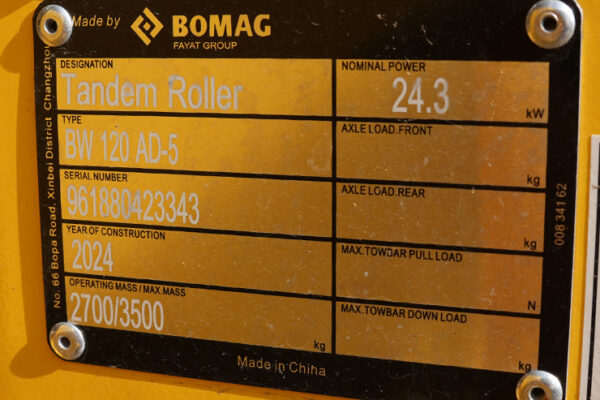 Made by BOMAG
FAYAT GROUP
DESIGNATION
Tandem Roller
NOMINAL POWER
24.3
kW
TYPE
BW 120 AD-5
AXLE LOAD.FRONT
kg
SERIAL NUMBER
961880423343
AXLE LOAD.REAR
kg
YEAR OF CONSTRUCTION
2024
MAX.TOWBAR PULL LOAD
N
OPERATING MASS / MAX.MASS
2700/3500
kg
MAX.TOWBAR DOWN LOAD
kg
Made in China
No. 66 Bopa Road, Xinbei District Changzhou
008 341 62